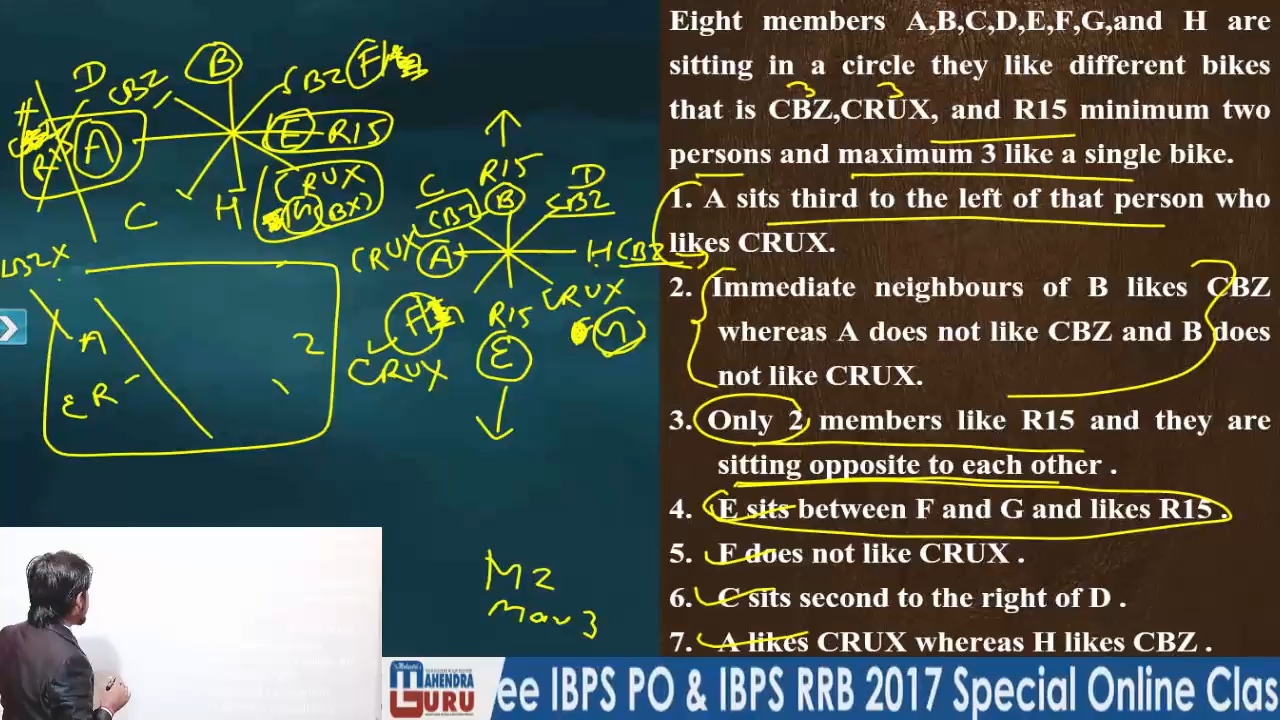 Eight members A,B,C,D,E,F,G,and H are
sitting in a circle they like different bikes
3 3
that is CBZ,CRUX, and R15 minimum two
persons and maximum 3 like a single bike.
1. A sits third to the left of that person who
likes CRUX.
2. Immediate neighbours of B likes CBZ
whereas A does not like CBZ and B does
not like CRUX.
3. Only 2 members like R15 and they are
sitting opposite to each other .
4. E sits between F and G and likes R15 .
5. F does not like CRUX .
6. C sits second to the right of D .
7. A likes CRUX whereas H likes CBZ .
D
CBZ
B
CBZ F
A
E R15
CRUX
C
H
R15
B
C
CBZ
D
CBZ
CRUX
A
H CBZ
CRUX
G
R15
E
CRUX
CBZ X
A
2
E R
M2
Max 3
MAHENDRA
GURU
ee IBPS PO & IBPS RRB 2017 Special Online Clas